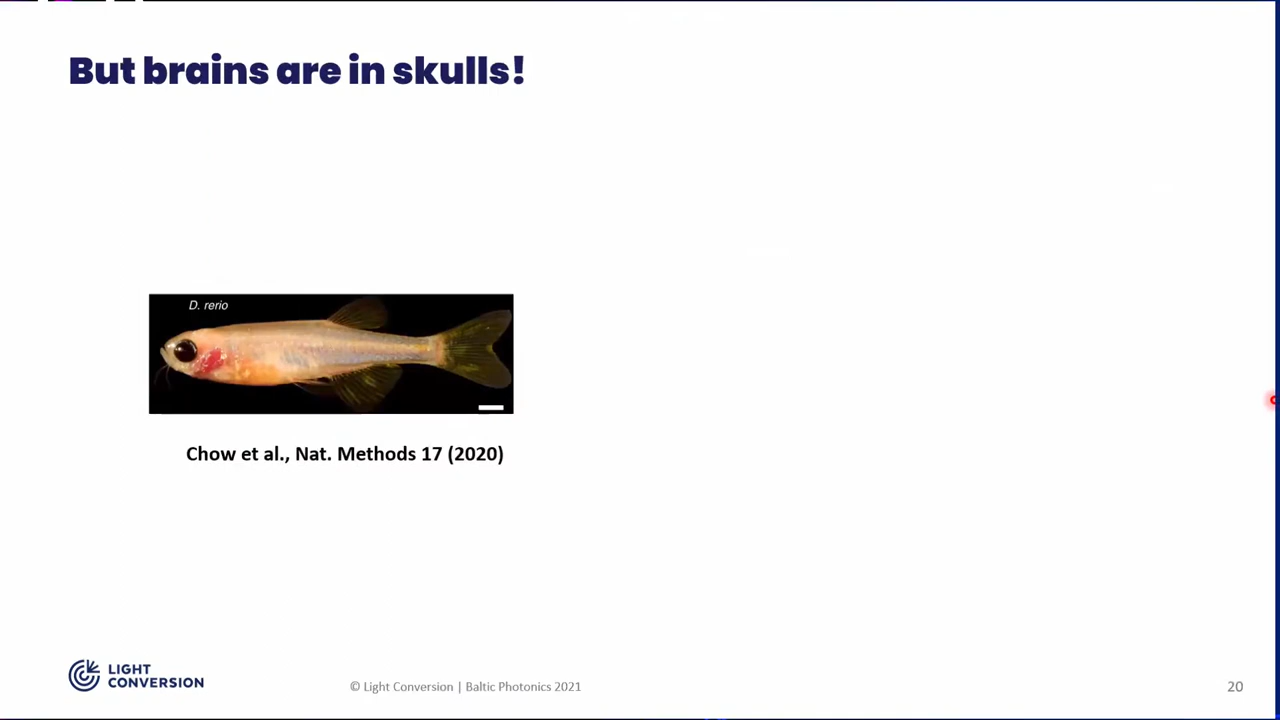 But brains are in skulls!
D. rerio
Chow et al., Nat. Methods 17 (2020)
LIGHT
CONVERSION
© Light Conversion | Baltic Photonics 2021
20